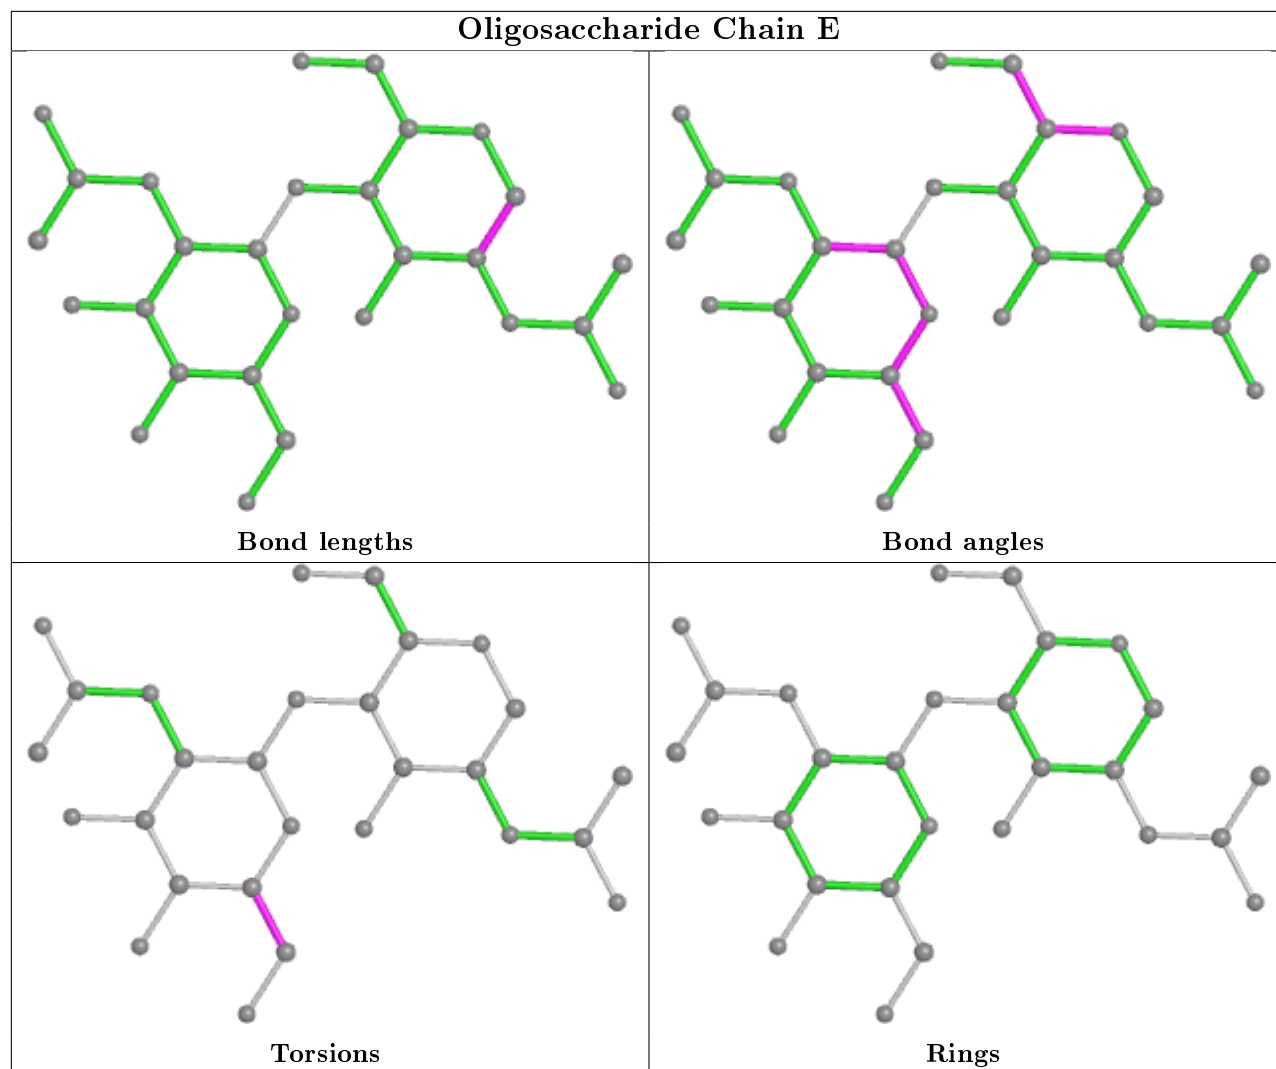 Oligosaccharide Chain E
Bond lengths
Bond angles
Torsions
Rings